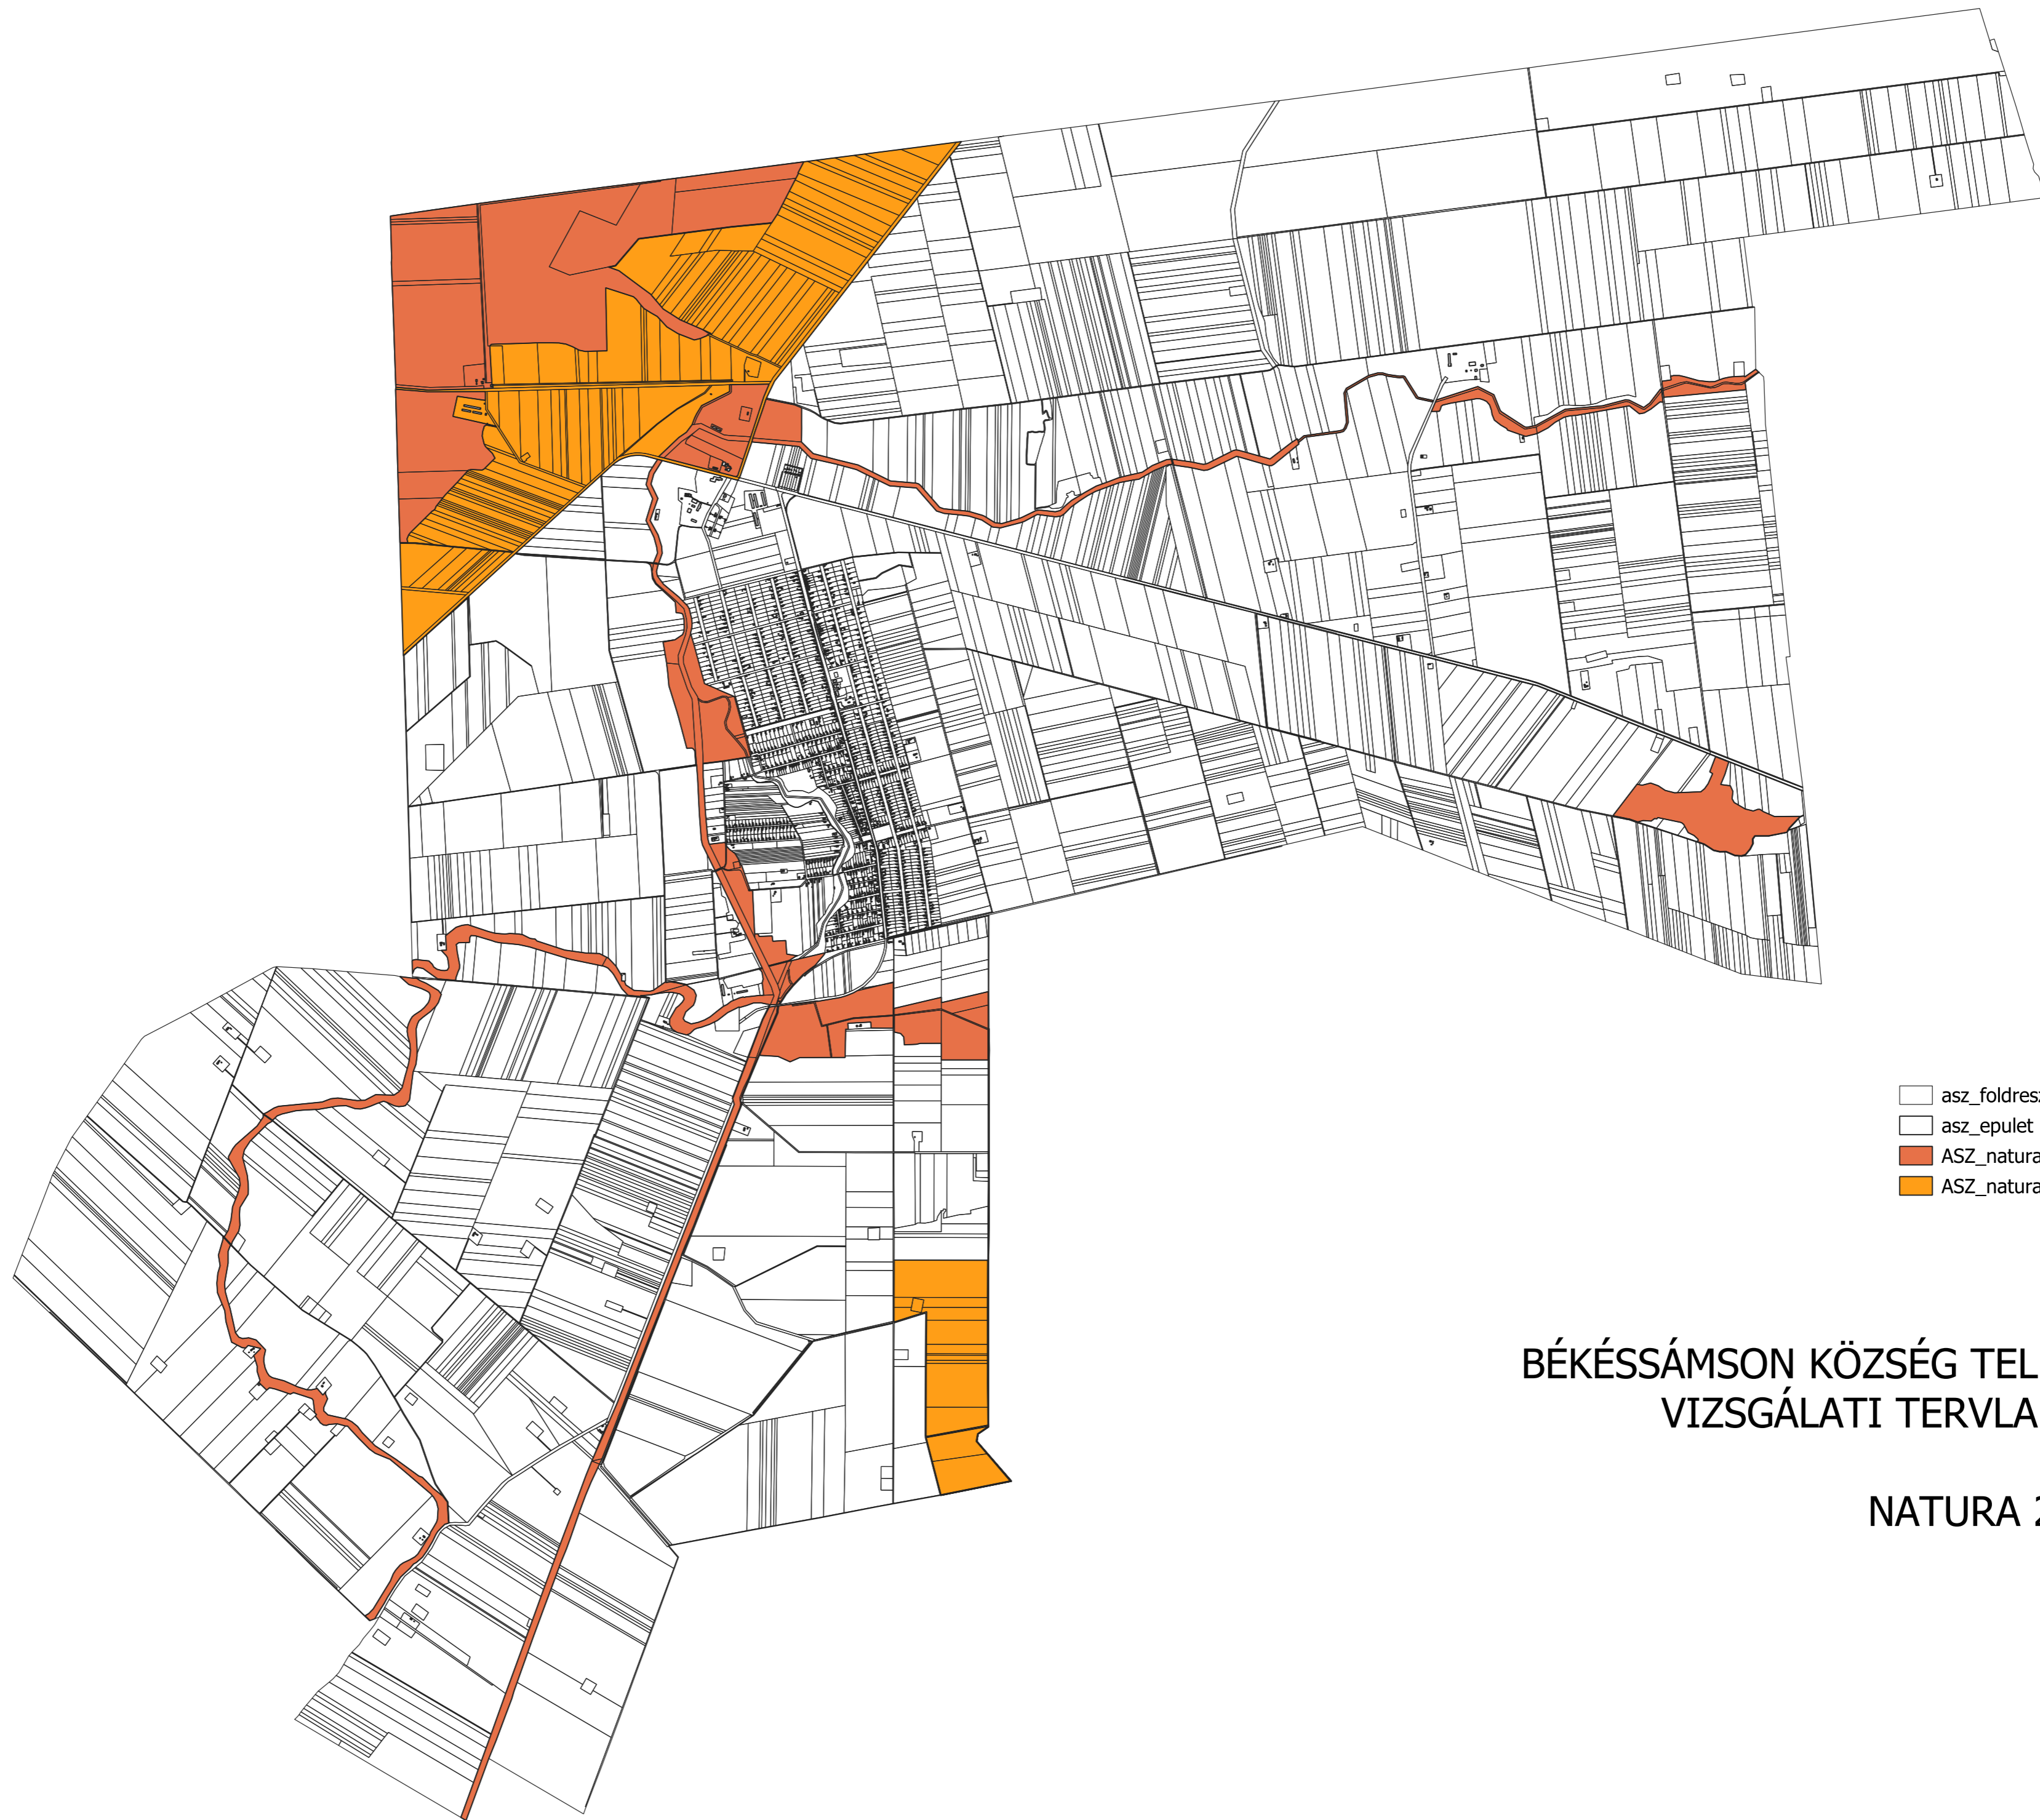 asz_foldres
asz_epulet
ASZ_natura
ASZ_natura
BÉKÉSSÁMSON KÖZSÉG TEL
VIZSGÁLATI TERVLA
NATURA 2